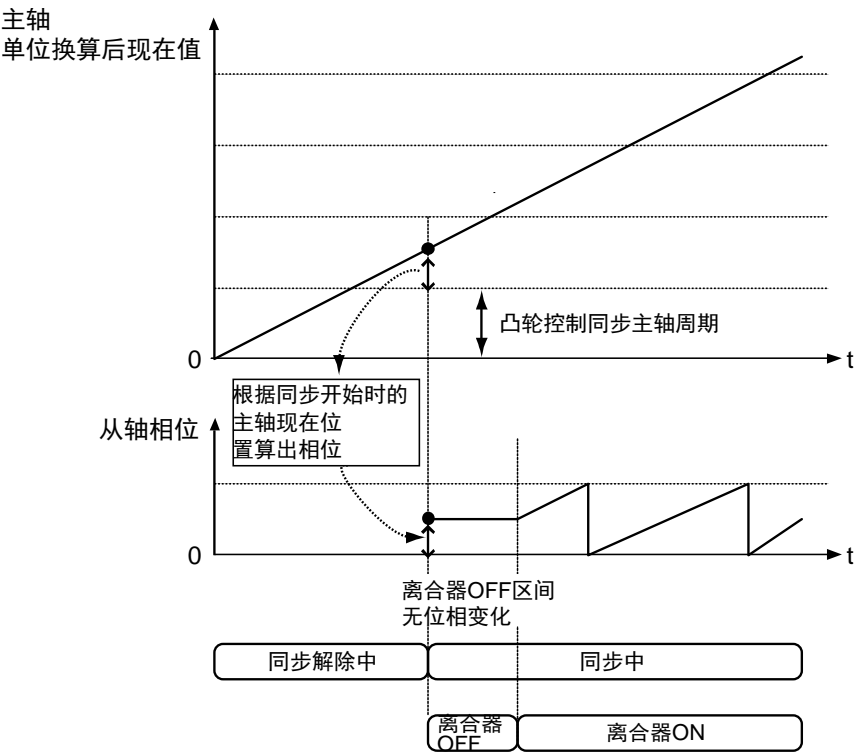 主轴
单位换算后现在值
凸轮控制同步主轴周期
0
t
根据同步开始时的
主轴现在位
置算出相位
从轴相位
0
t
离合器OFF区间
无位相变化
同步解除中
同步中
离合器
OFF
离合器ON